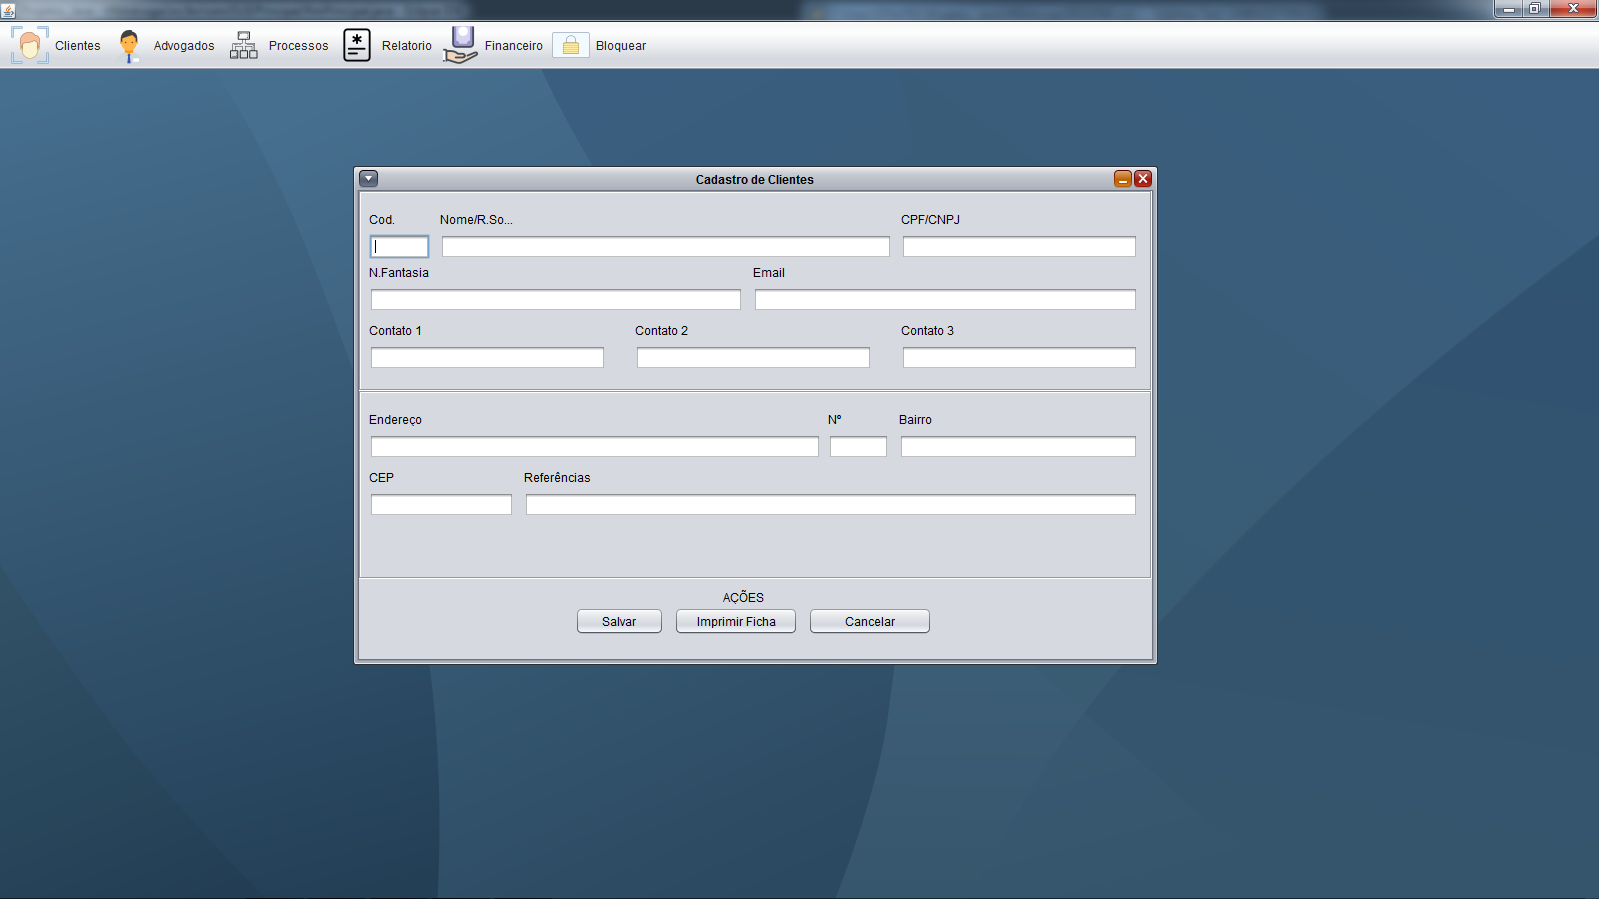 Clientes Advogados Processos Relatorio Financeiro Bloquear
Cadastro de Clientes
Cod. Nome/R.So... CPF/CNPJ
N.Fantasia Email
Contato 1 Contato 2 Contato 3
Endereço Nº Bairro
CEP Referências
AÇÕES
Salvar Imprimir Ficha Cancelar